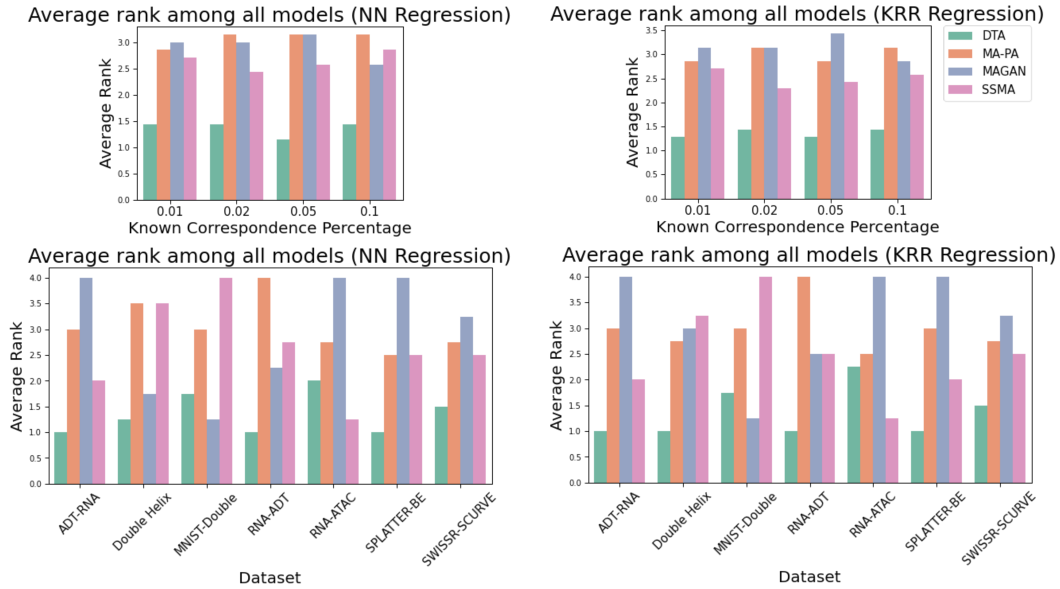 Average rank among all models (NN Regression)
Average Rank
3.0
2.5
2.0
1.5
1.0
0.5
0.0
0.01 0.02 0.05 0.1
Known Correspondence Percentage
Average rank among all models (KRR Regression)
Average Rank
3.5
3.0
2.5
2.0
1.5
1.0
0.5
0.0
0.01 0.02 0.05 0.1
Known Correspondence Percentage
DTA
MA-PA
MAGAN
SSMA
Average rank among all models (NN Regression)
Average Rank
4.0
3.5
3.0
2.5
2.0
1.5
1.0
0.5
0.0
ADT-RNA
Double Helix
MNIST-Double
RNA-ADT
RNA-ATAC
SPLATTER-BE
SWISSR-SCURVE
Dataset
Average rank among all models (KRR Regression)
Average Rank
4.0
3.5
3.0
2.5
2.0
1.5
1.0
0.5
0.0
ADT-RNA
Double Helix
MNIST-Double
RNA-ADT
RNA-ATAC
SPLATTER-BE
SWISSR-SCURVE
Dataset